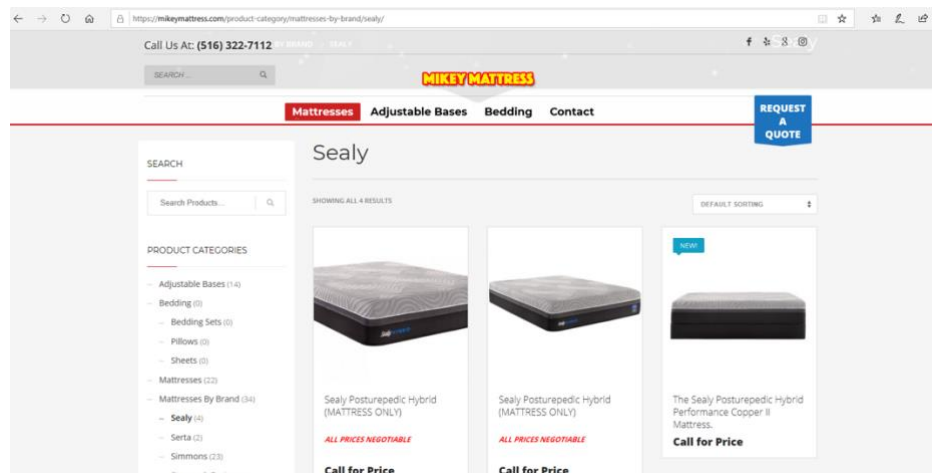 https://mikeymattress.com/product-category/mattresses-by-brand/sealy/
Call Us At: (516) 322-7112
BY BRAND
SEALY
Sealy
SEARCH ...
MIKEY MATTRESS
Mattresses
Adjustable Bases
Bedding
Contact
REQUEST
A
QUOTE
SEARCH
Search Products...
PRODUCT CATEGORIES
Adjustable Bases (14)
Bedding (0)
Bedding Sets (0)
Pillows (0)
Sheets (0)
Mattresses (22)
Mattresses By Brand (34)
Sealy (4)
Serta (2)
Simmons (23)
Sealy
SHOWING ALL 4 RESULTS
DEFAULT SORTING
Sealy Posturepedic Hybrid
(MATTRESS ONLY)
ALL PRICES NEGOTIABLE
Call for Price
Sealy Posturepedic Hybrid
(MATTRESS ONLY)
ALL PRICES NEGOTIABLE
Call for Price
NEW!
The Sealy Posturepedic Hybrid
Performance Copper II
Mattress.
Call for Price